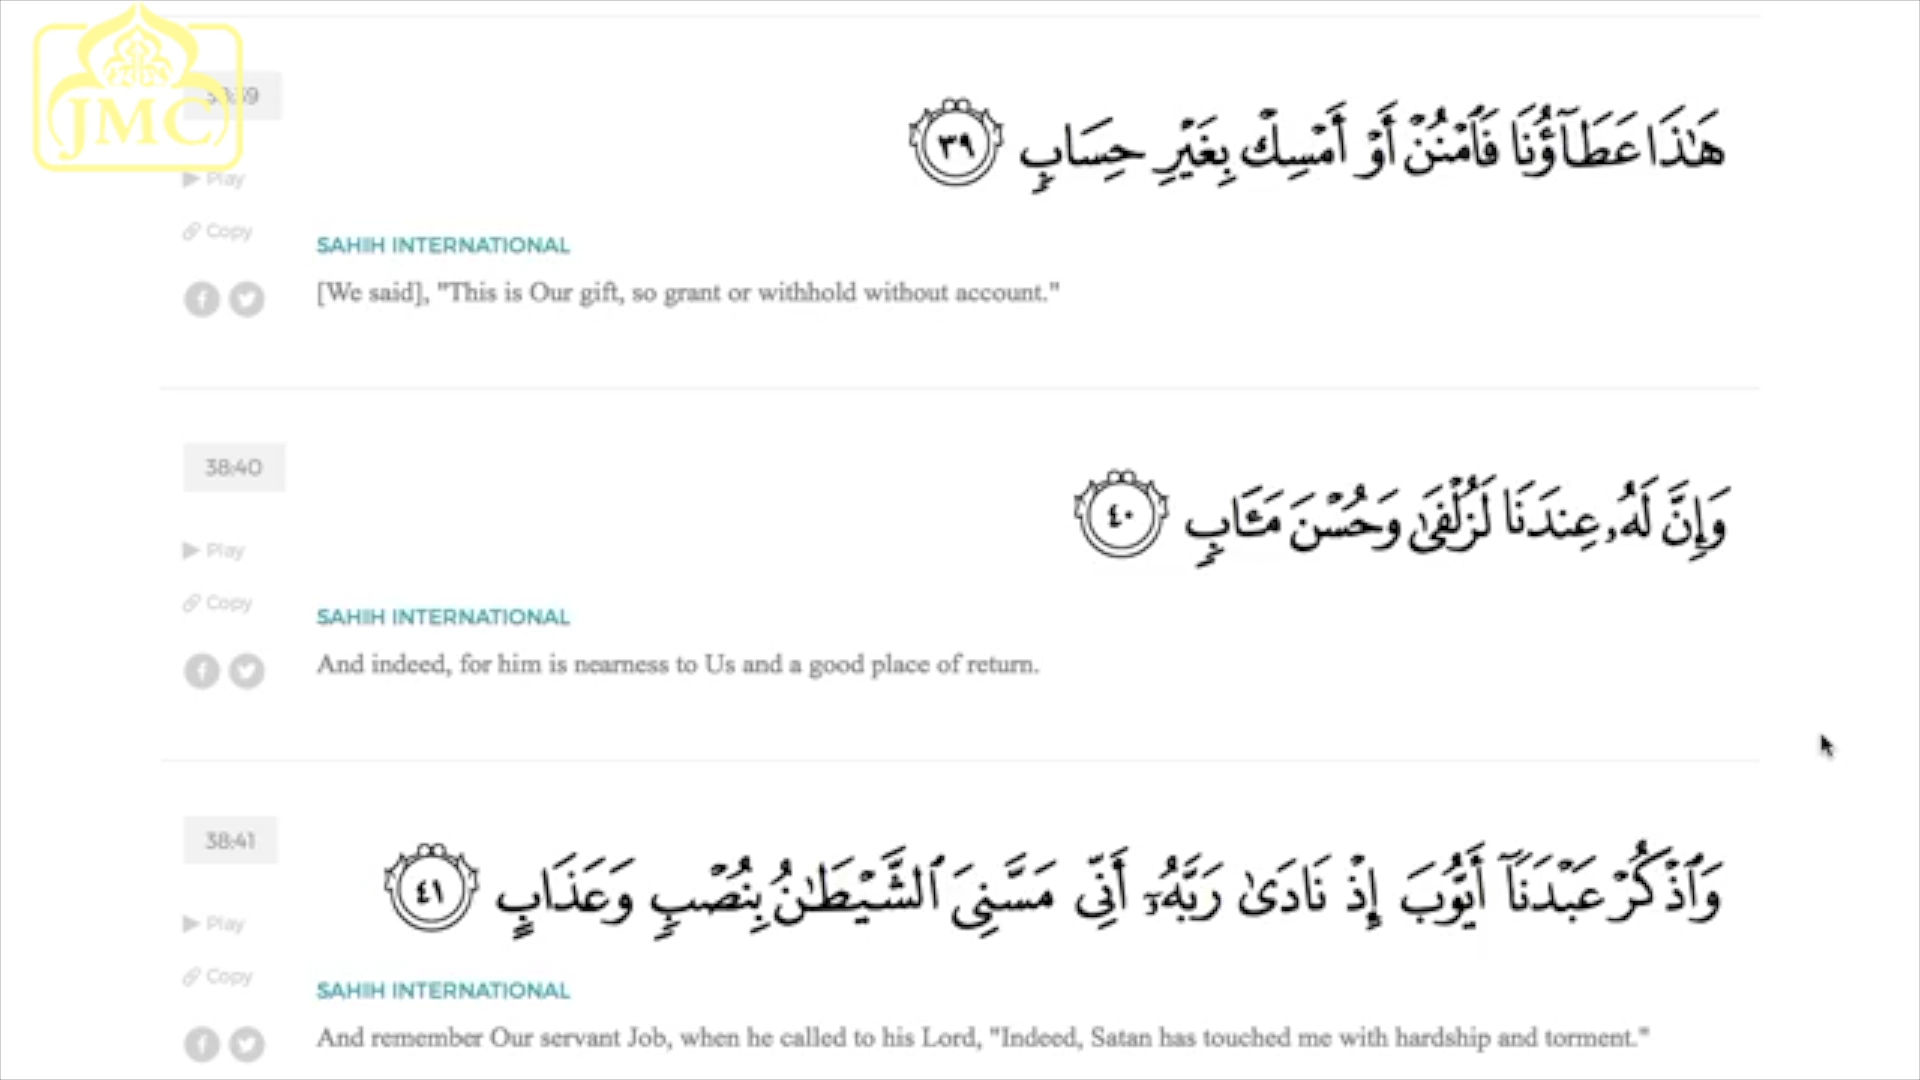 JMC
38:39
هَٰذَا عَطَآؤُنَا فَٱمْنُنْ أَوْ أَمْسِكْ بِغَيْرِ حِسَابٍ ٣٩
Play
Copy
SAHIH INTERNATIONAL
[We said], "This is Our gift, so grant or withhold without account."
38:40
وَإِنَّ لَهُۥ عِندَنَا لَزُلْفَىٰ وَحُسْنَ مَـَٔابٍ ٤٠
Play
Copy
SAHIH INTERNATIONAL
And indeed, for him is nearness to Us and a good place of return.
38:41
وَٱذْكُرْ عَبْدَنَآ أَيُّوبَ إِذْ نَادَىٰ رَبَّهُۥٓ أَنِّى مَسَّنِىَ ٱلشَّيْطَـٰنُ بِنُصْبٍ وَعَذَابٍ ٤١
Play
Copy
SAHIH INTERNATIONAL
And remember Our servant Job, when he called to his Lord, "Indeed, Satan has touched me with hardship and torment."